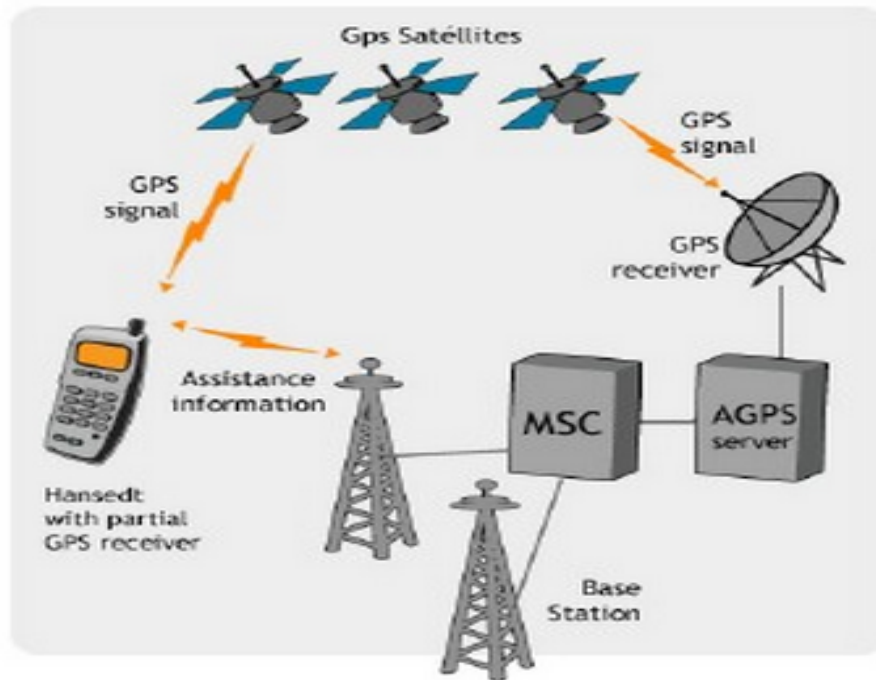 Gps Satéllites
GPS
signal
GPS
signal
GPS
receiver
Assistance
information
MSC
AGPS
server
Hansedt
with partial
GPS receiver
Base
Station